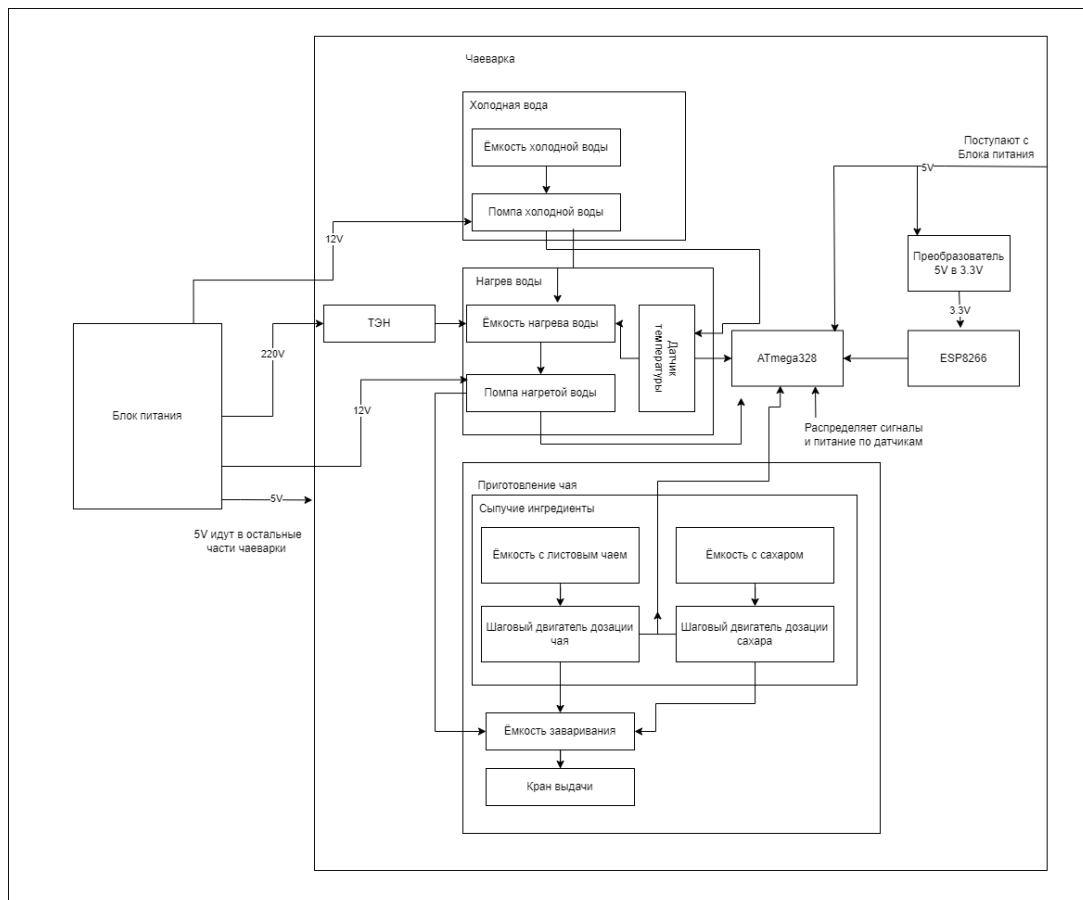 Чаеварка
Холодная вода
Ёмкость холодной воды
Помпа холодной воды
Поступают с
Блока питания
5V
12V
Преобразователь
5V в 3.3V
3.3V
Нагрев воды
ТЭН
Ёмкость нагрева воды
Датчик
температуры
ATmega328
ESP8266
220V
Помпа нагретой воды
12V
Блок питания
Распределяет сигналы
и питание по датчикам
5V
5V идут в остальные
части чаеварки
Приготовление чая
Сыпучие ингредиенты
Ёмкость с листовым чаем
Ёмкость с сахаром
Шаговый двигатель дозации
чая
Шаговый двигатель дозации
сахара
Ёмкость заваривания
Кран выдачи